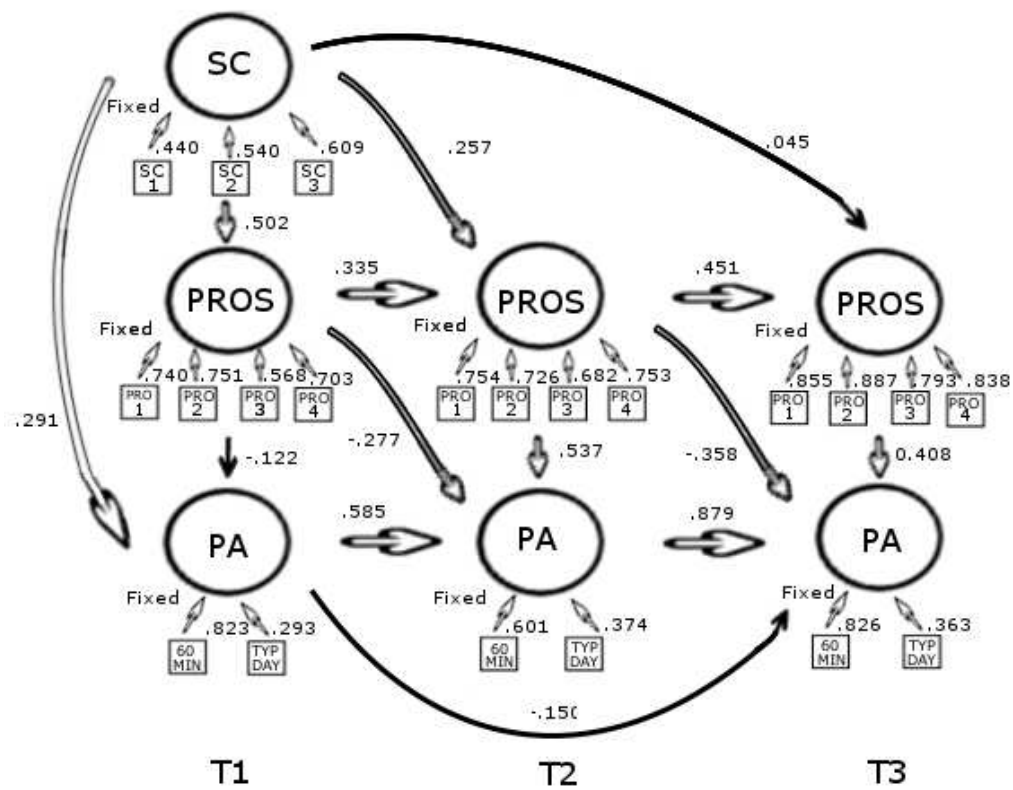 SC
Fixed
.440
.540
.609
SC
1
SC
2
SC
3
.257
.045
.502
.335
.451
PROS
PROS
PROS
Fixed
Fixed
Fixed
.740
.751
.568
.703
.754
.726
.682
.753
.855
.887
.793
.838
PRO
1
PRO
2
PRO
3
PRO
4
PRO
1
PRO
2
PRO
3
PRO
4
PRO
1
PRO
2
PRO
3
PRO
4
.291
-.277
-.358
-.122
.537
0.408
.585
.879
PA
PA
PA
Fixed
Fixed
Fixed
.823
.293
.601
.374
.826
.363
60
MIN
TYP
DAY
60
MIN
TYP
DAY
60
MIN
TYP
DAY
-.150
T1
T2
T3